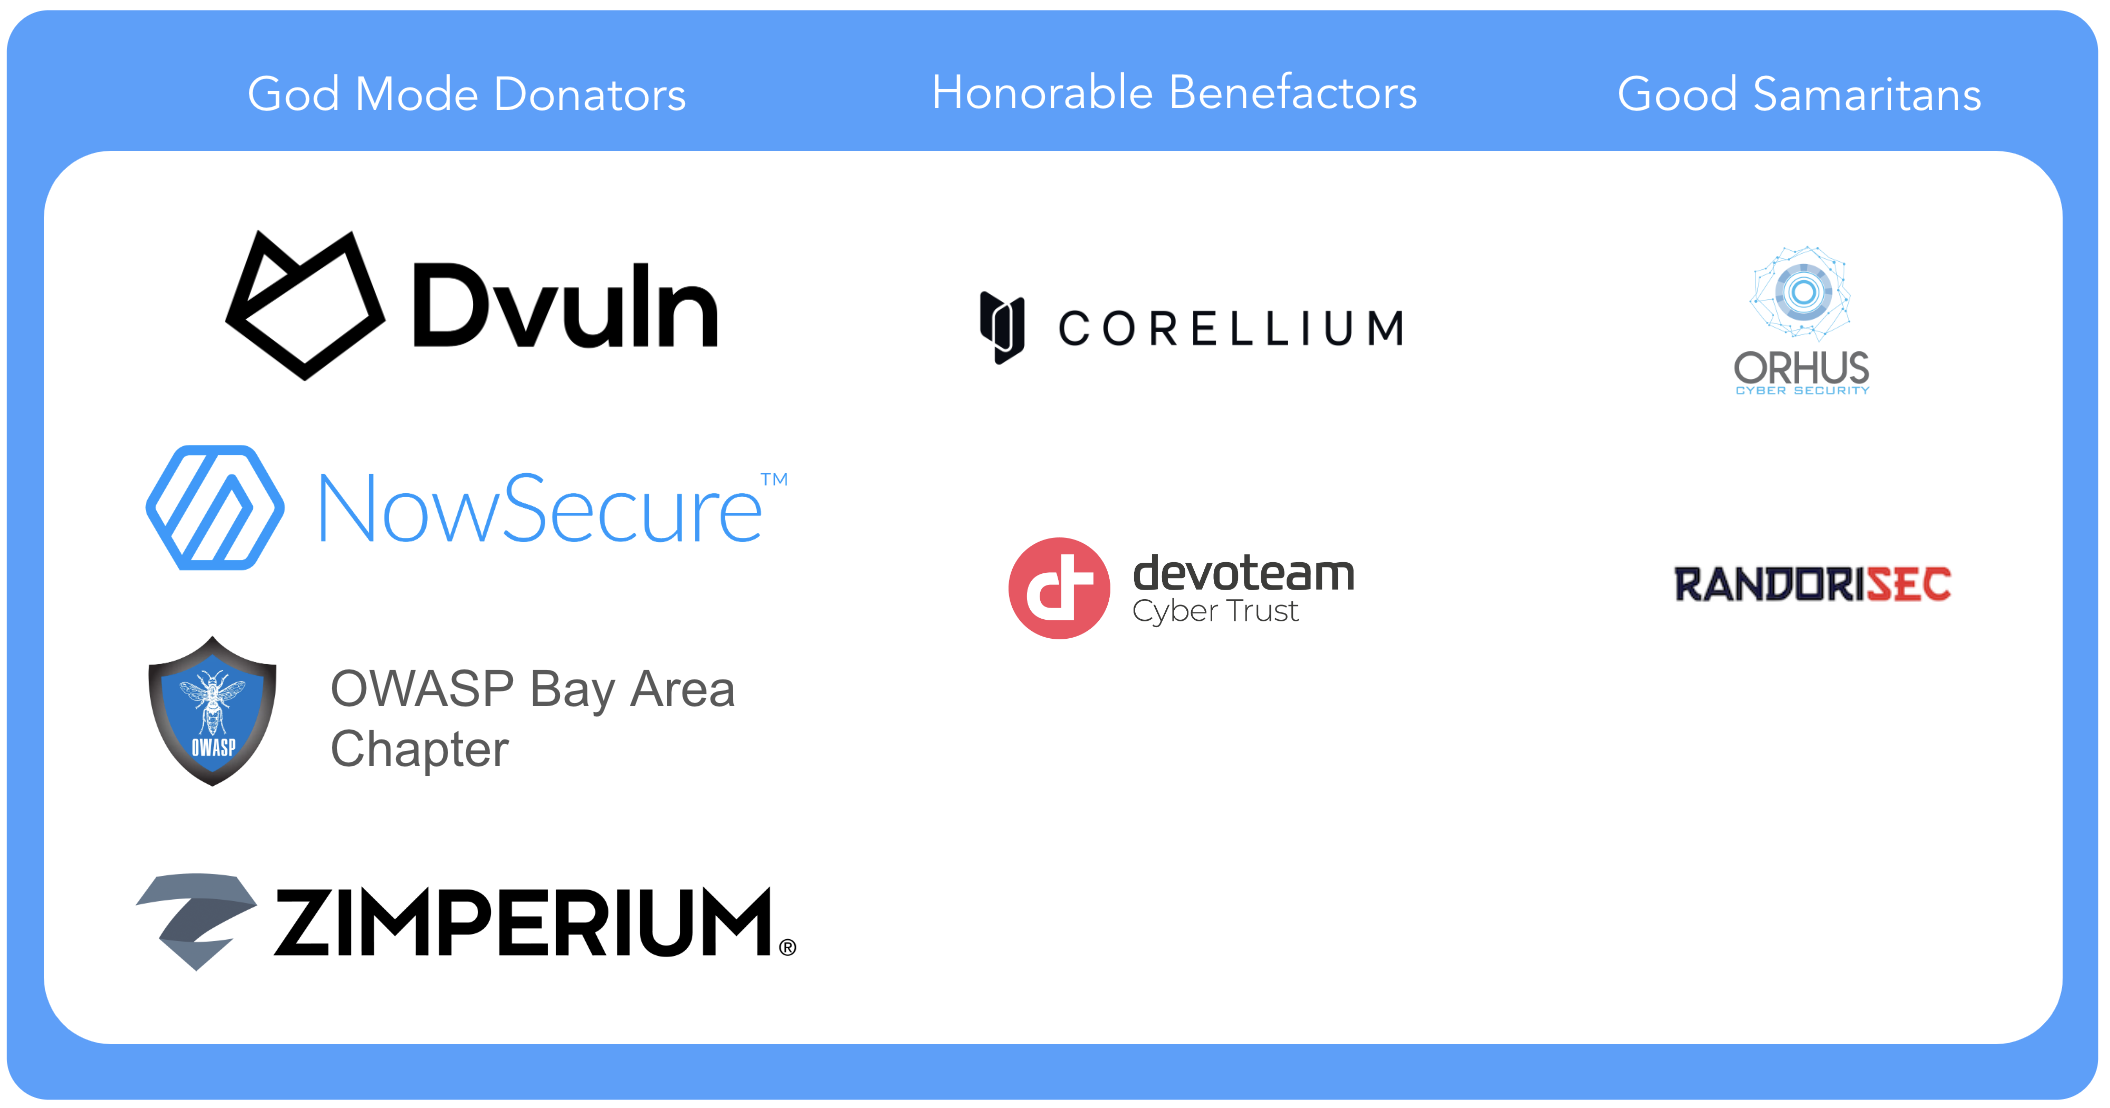 God Mode Donators
Honorable Benefactors
Good Samaritans
Dvuln
NowSecure™
OWASP
OWASP Bay Area
Chapter
ZIMPERIUM®
CORELLIUM
devoteam
Cyber Trust
ORHUS
CYBER SECURITY
RANDORISEC